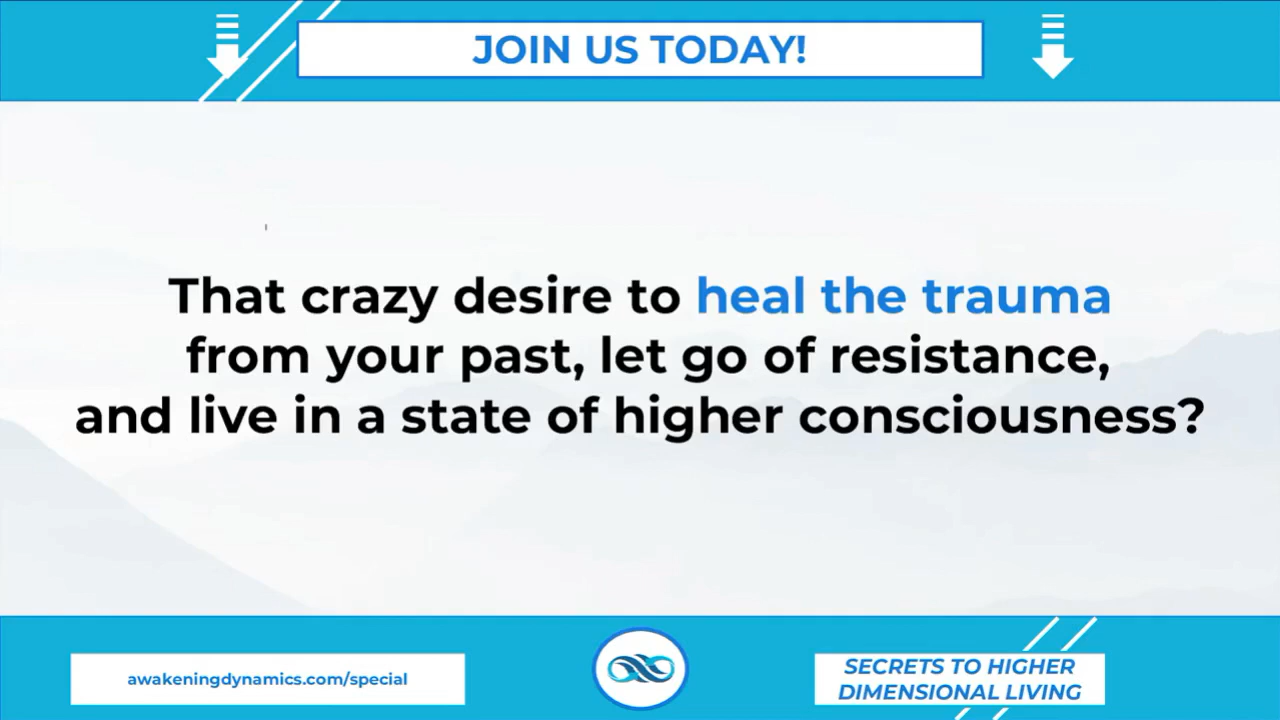 JOIN US TODAY!
That crazy desire to heal the trauma
from your past, let go of resistance,
and live in a state of higher consciousness?
awakeningdynamics.com/special
SECRETS TO HIGHER
DIMENSIONAL LIVING